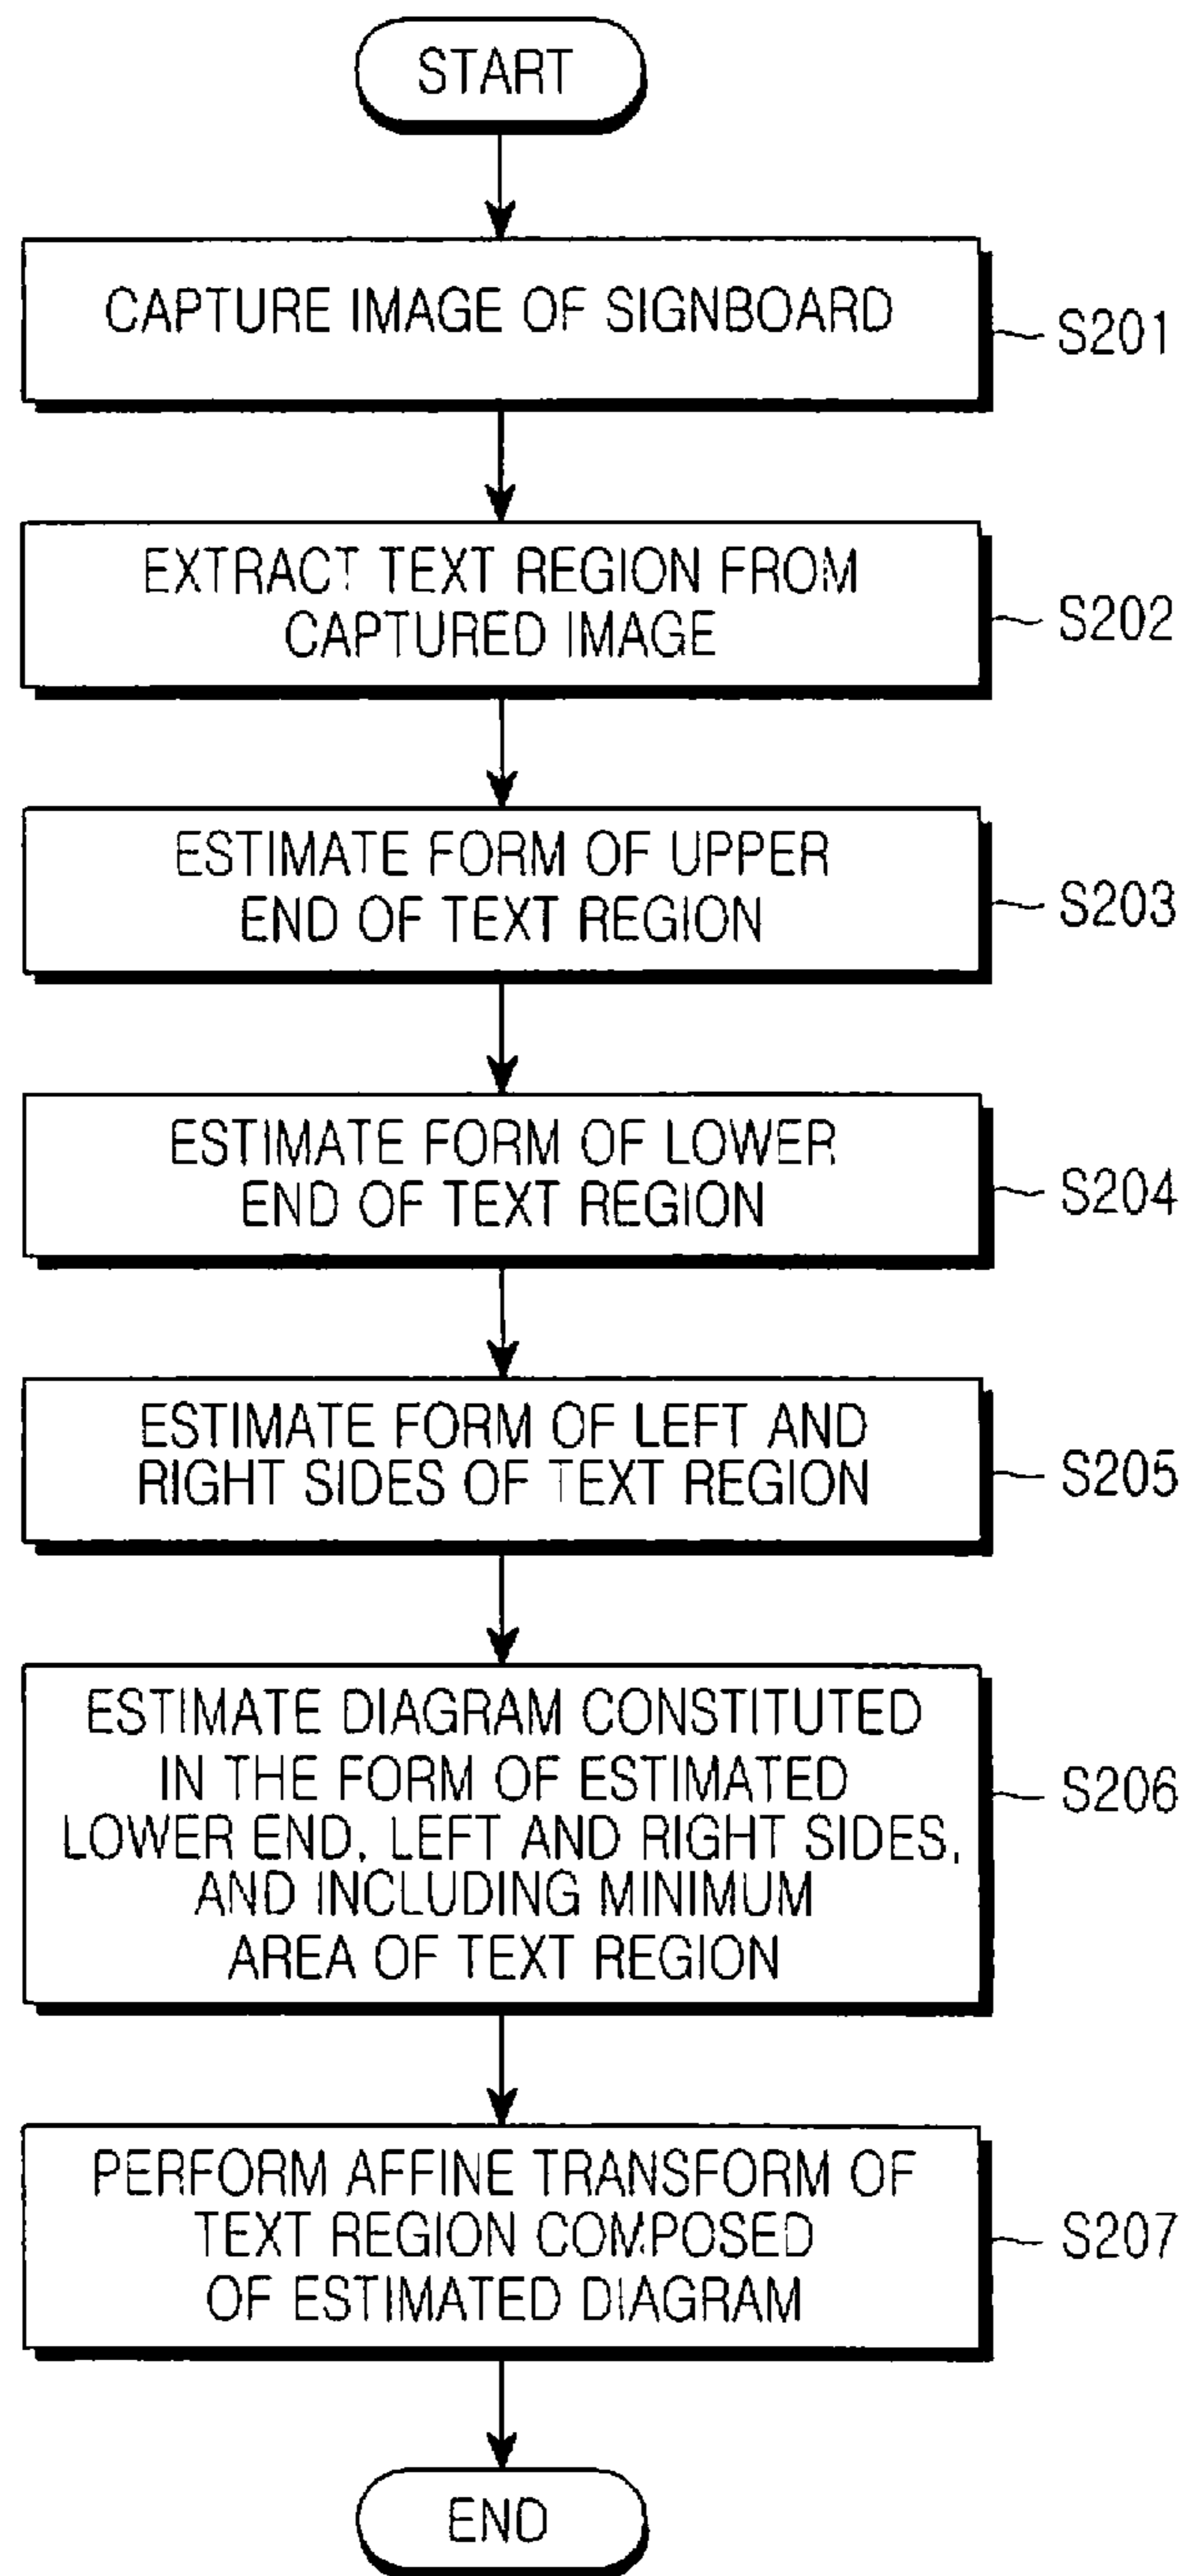 START
CAPTURE IMAGE OF SIGNBOARD
S201
EXTRACT TEXT REGION FROM
CAPTURED IMAGE
S202
ESTIMATE FORM OF UPPER
END OF TEXT REGION
S203
ESTIMATE FORM OF LOWER
END OF TEXT REGION
S204
ESTIMATE FORM OF LEFT AND
RIGHT SIDES OF TEXT REGION
S205
ESTIMATE DIAGRAM CONSTITUTED
IN THE FORM OF ESTIMATED
LOWER END, LEFT AND RIGHT SIDES,
AND INCLUDING MINIMUM
AREA OF TEXT REGION
S206
PERFORM AFFINE TRANSFORM OF
TEXT REGION COMPOSED
OF ESTIMATED DIAGRAM
S207
END